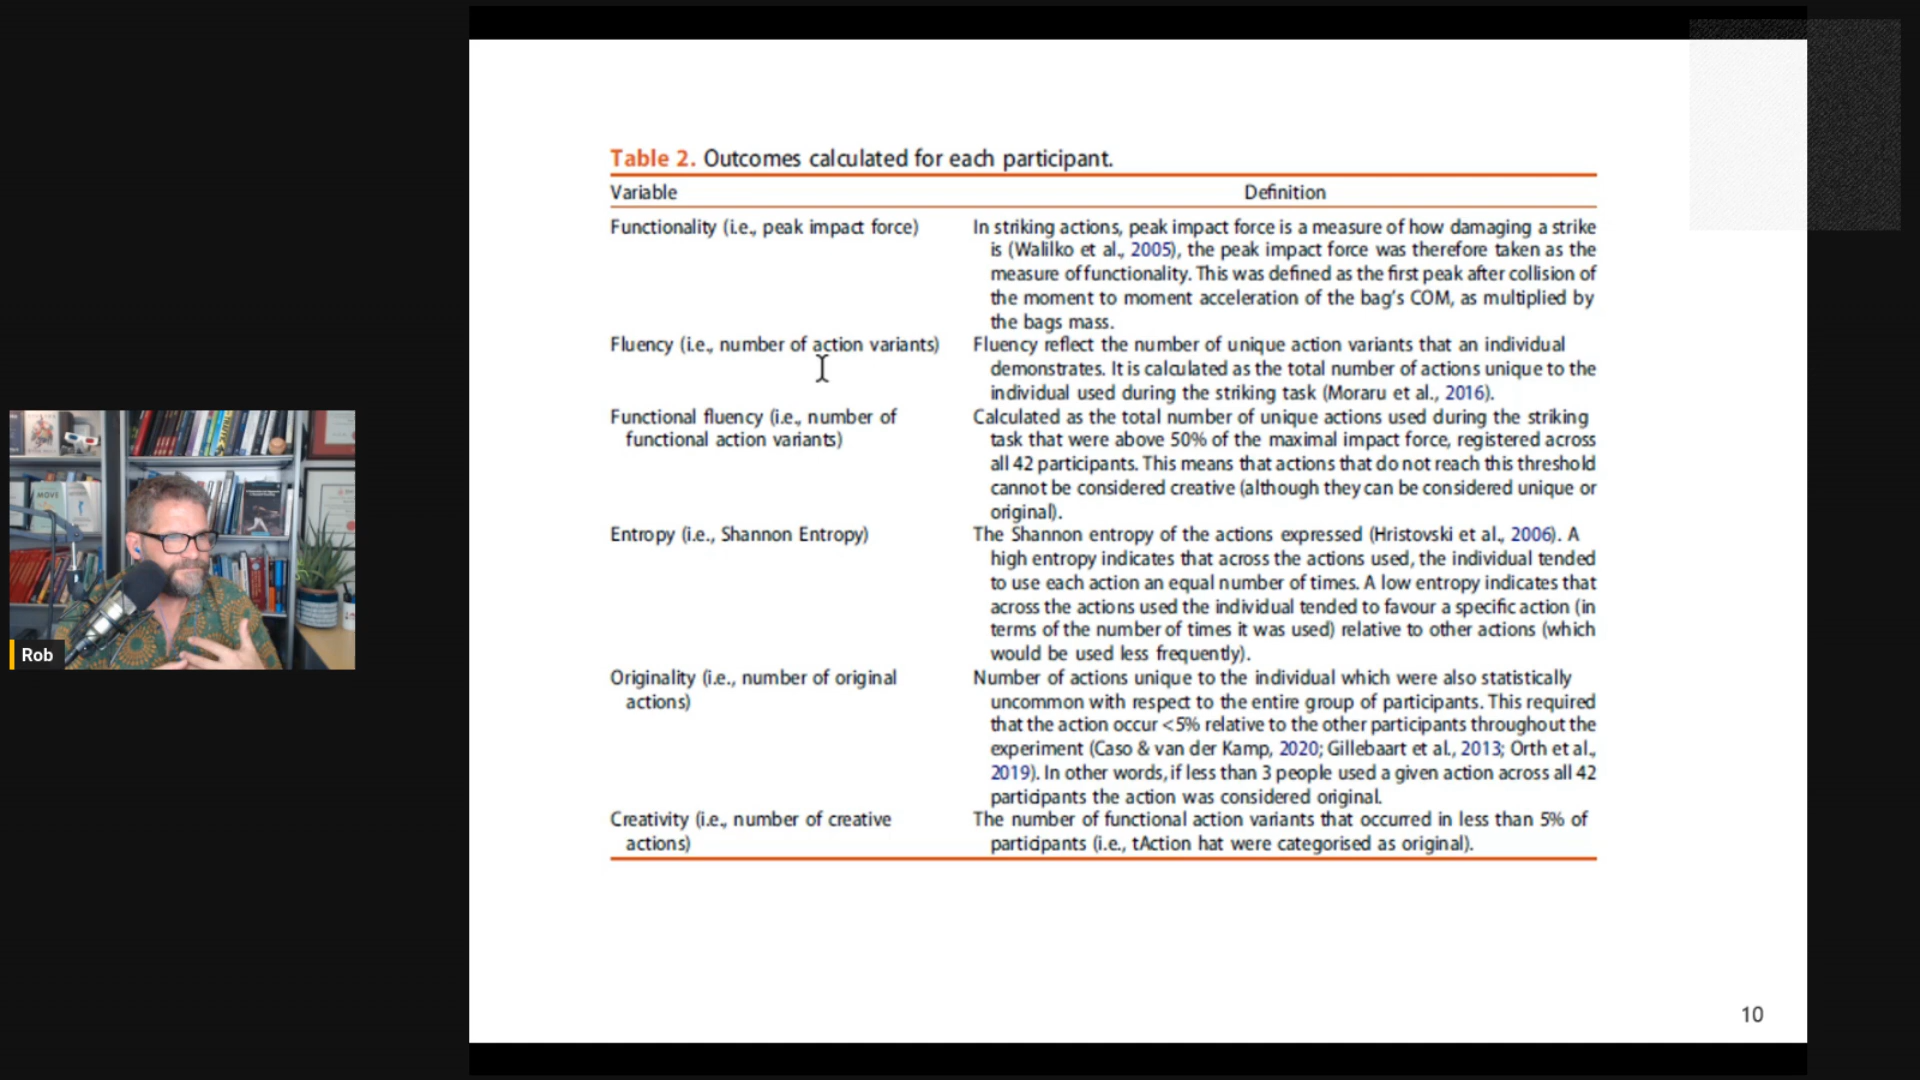 Table 2. Outcomes calculated for each participant.
Variable Definition
Functionality (i.e., peak impact force) In striking actions, peak impact force is a measure of how damaging a strike
is (Walilko et al., 2005), the peak impact force was therefore taken as the
measure of functionality. This was defined as the first peak after collision of
the moment to moment acceleration of the bag's COM, as multiplied by
the bags mass.
Fluency (i.e., number of action variants) Fluency reflect the number of unique action variants that an individual
demonstrates. It is calculated as the total number of actions unique to the
individual used during the striking task (Moraru et al., 2016).
Functional fluency (i.e., number of Calculated as the total number of unique actions used during the striking
functional action variants) task that were above 50% of the maximal impact force, registered across
all 42 participants. This means that actions that do not reach this threshold
cannot be considered creative (although they can be considered unique or
original).
Entropy (i.e., Shannon Entropy) The Shannon entropy of the actions expressed (Hristovski et al., 2006). A
high entropy indicates that across the actions used, the individual tended
to use each action an equal number of times. A low entropy indicates that
across the actions used the individual tended to favour a specific action (in
terms of the number of times it was used) relative to other actions (which
would be used less frequently).
Originality (i.e., number of original Number of actions unique to the individual which were also statistically
actions) uncommon with respect to the entire group of participants. This required
that the action occur <5% relative to the other participants throughout the
experiment (Caso & van der Kamp, 2020; Gillebaart et al., 2013; Orth et al.,
2019). In other words, if less than 3 people used a given action across all 42
participants the action was considered original.
Creativity (i.e., number of creative The number of functional action variants that occurred in less than 5% of
actions) participants (i.e., tAction hat were categorised as original).
10
Rob
MOVE